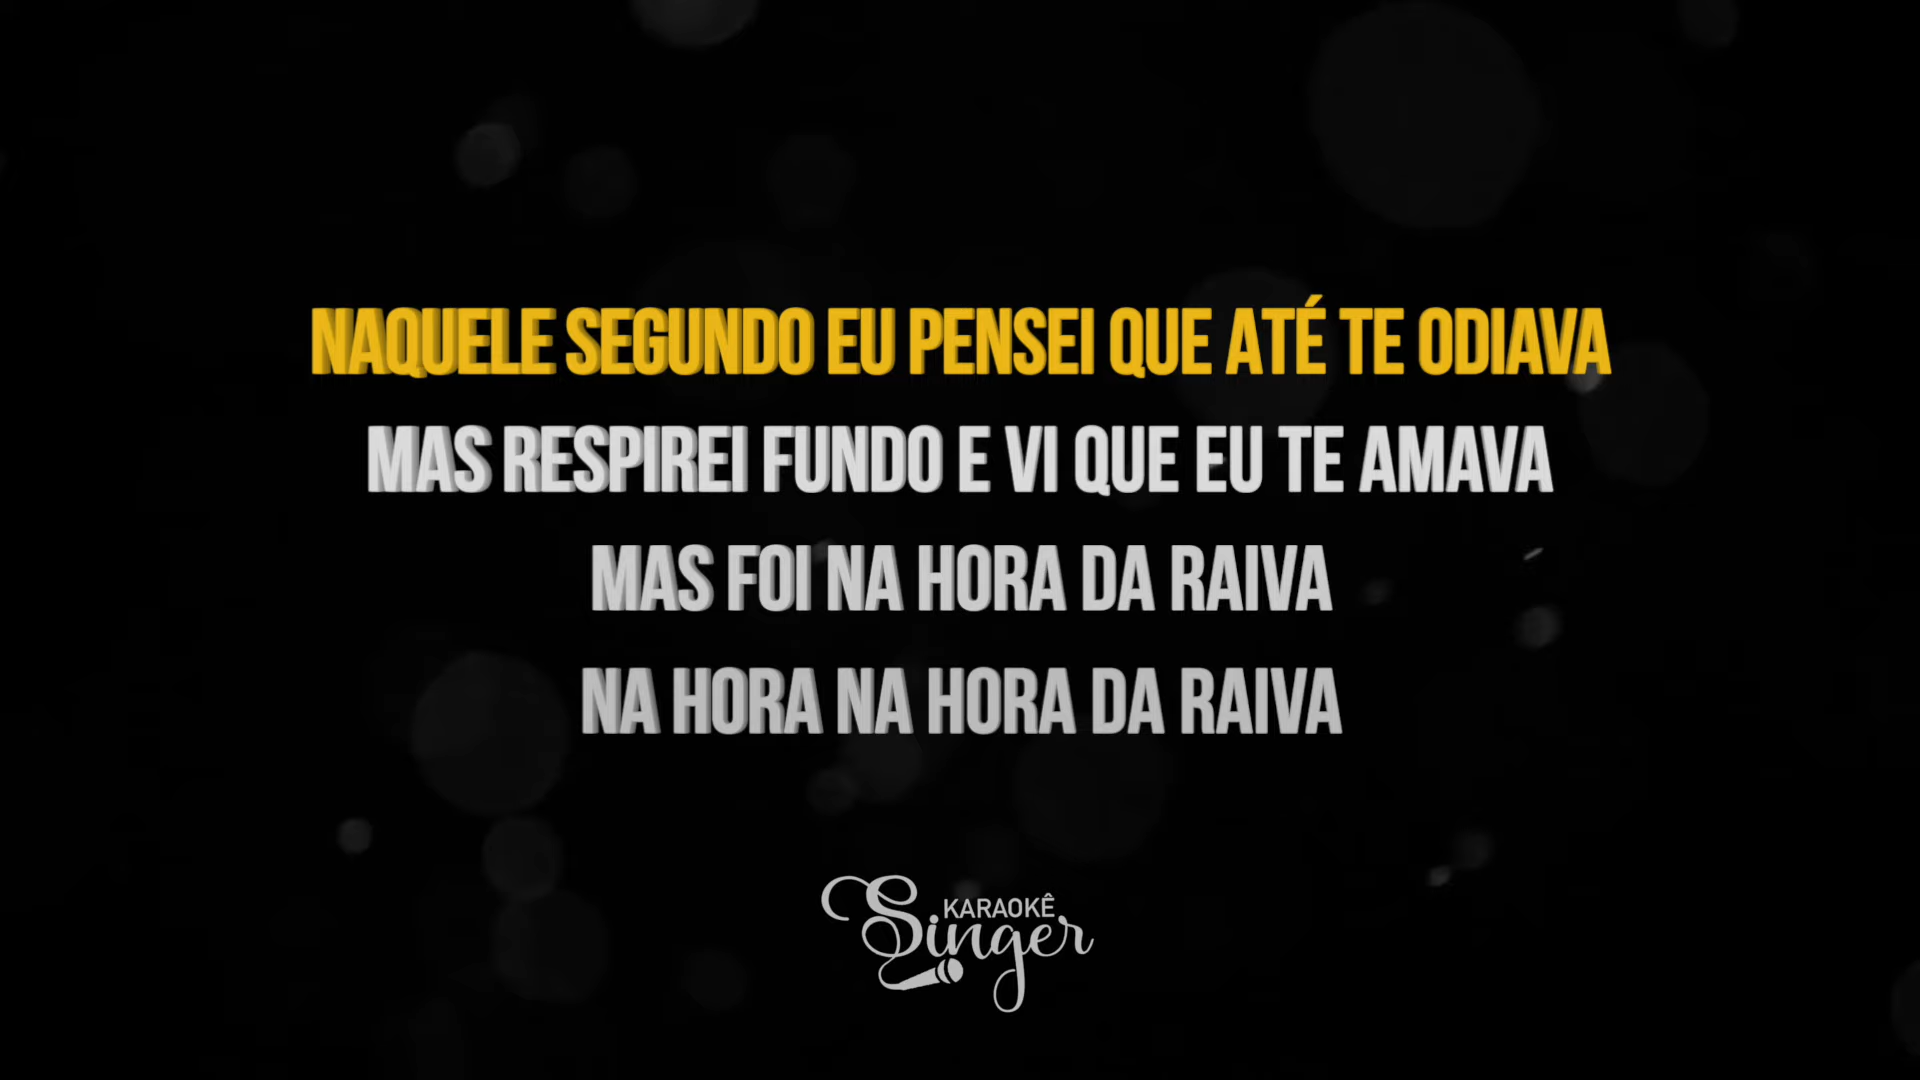 NAQUELE SEGUNDO EU PENSEI QUE ATÉ TE ODIAVA
MAS RESPIREI FUNDO E VI QUE EU TE AMAVA
MAS FOI NA HORA DA RAIVA
NA HORA NA HORA DA RAIVA
KARAOKÊ
Singer